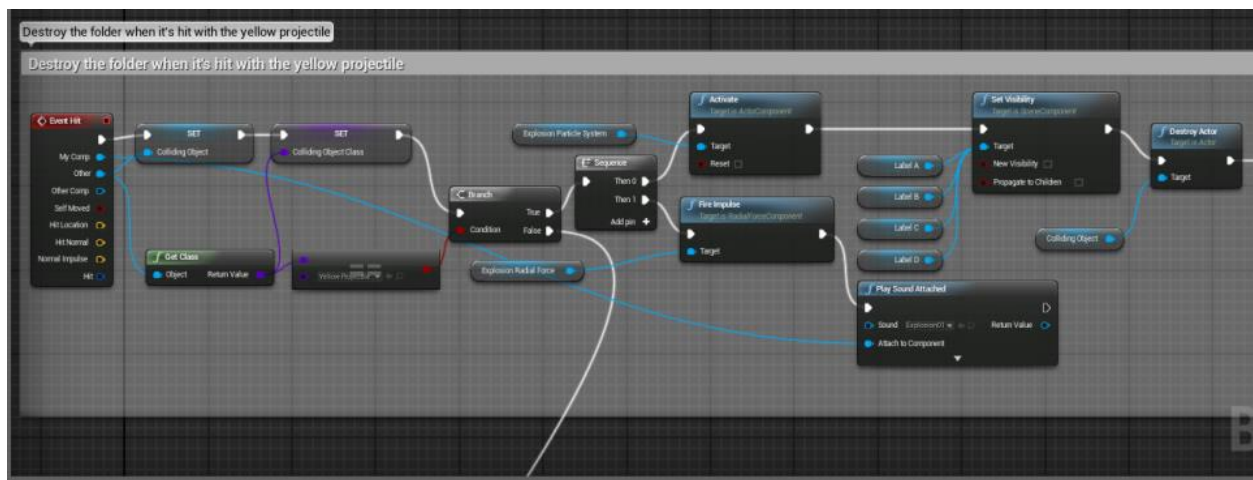 Destroy the folder when it's hit with the yellow projectile
Destroy the folder when it's hit with the yellow projectile
Event Hit
My Comp
Other
Other Comp
Self Moved
Hit Location
Hit Normal
Normal Impulse
Hit
SET
Colliding Object
SET
Colliding Object Class
Get Class
Object
Return Value
Yellow Projectile
Branch
Condition
True
False
Explosion Particle System
Sequence
Then 0
Then 1
Add pin
Explosion Radial Force
Activate
Target is ActorComponent
Target
Reset
Fire Impulse
Target is RadialForceComponent
Target
Label A
Label B
Label C
Label D
Set Visibility
Target is SceneComponent
Target
New Visibility
Propagate to Children
Play Sound Attached
Sound
Explosion01
Return Value
Attach to Component
Colliding Object
Destroy Actor
Target is Actor
Target
B